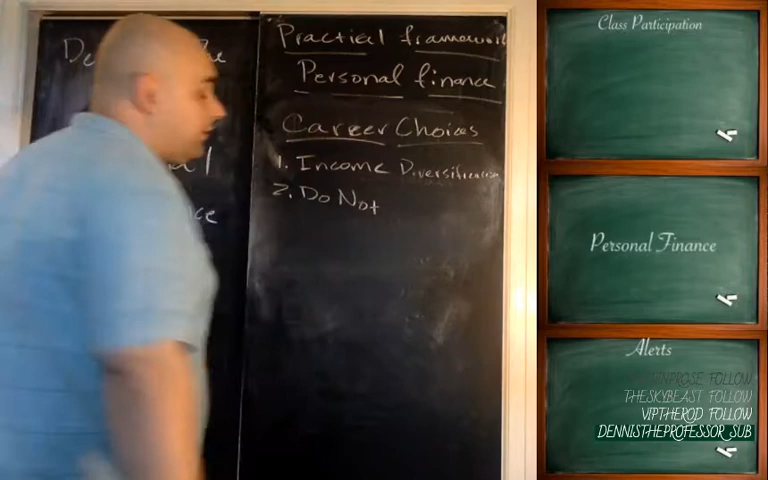 Practial framework
Personal finance
Career Choices
1. Income Diversification
2. Do Not
Class Participation
Personal Finance
Alerts
THESKYBEAST FOLLOW
VIPTHEROD FOLLOW
DENNISTHEPROFESSOR SUB